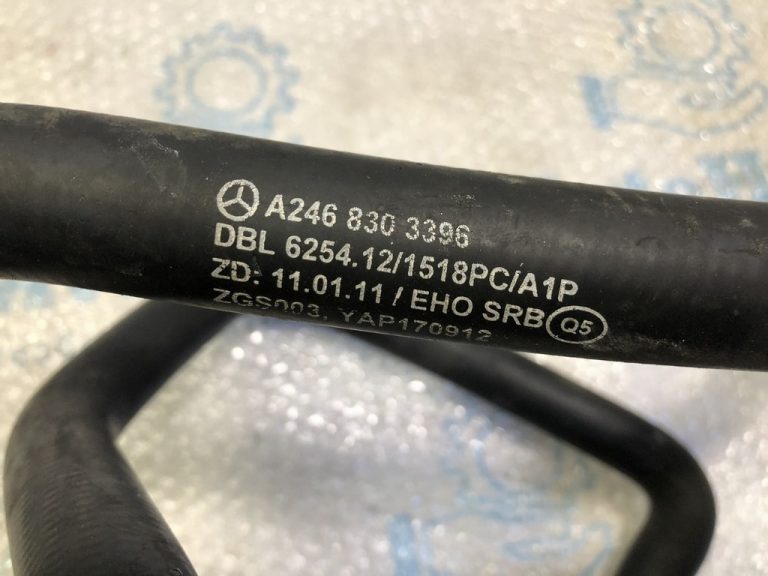 A246 830 3396
DBL 6254.12/1518PC/A1P
ZD: 11.01.11 / EHO SRB Q5
ZGS003, YAP170912